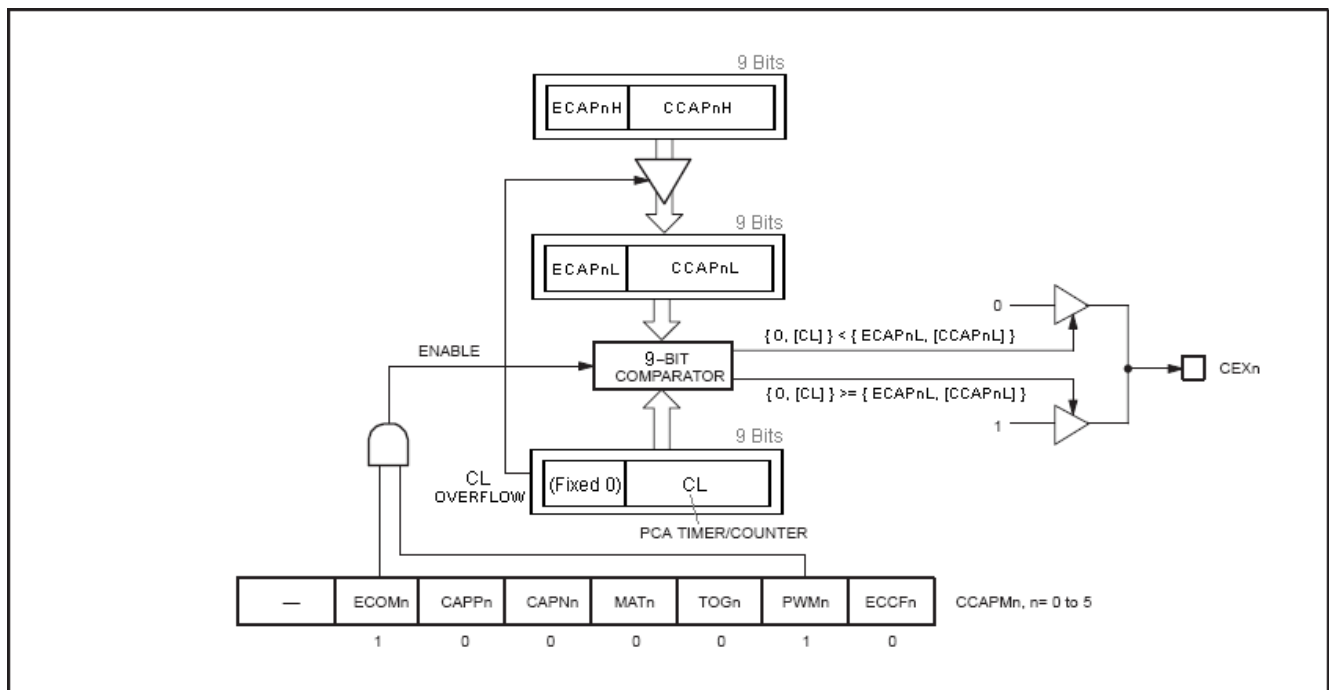 9 Bits
ECAPnH CCAPnH
9 Bits
ECAPnL CCAPnL
0
{ 0, [CL] } < { ECAPnL, [CCAPnL] }
ENABLE
9-BIT
COMPARATOR
CEXn
{ 0, [CL] } >= { ECAPnL, [CCAPnL] }
1
9 Bits
CL
OVERFLOW
(Fixed 0) CL
PCA TIMER/COUNTER
— ECOMn CAPPn CAPNn MATn TOGn PWMn ECCFn CCAPMn, n= 0 to 5
1 0 0 0 0 1 0